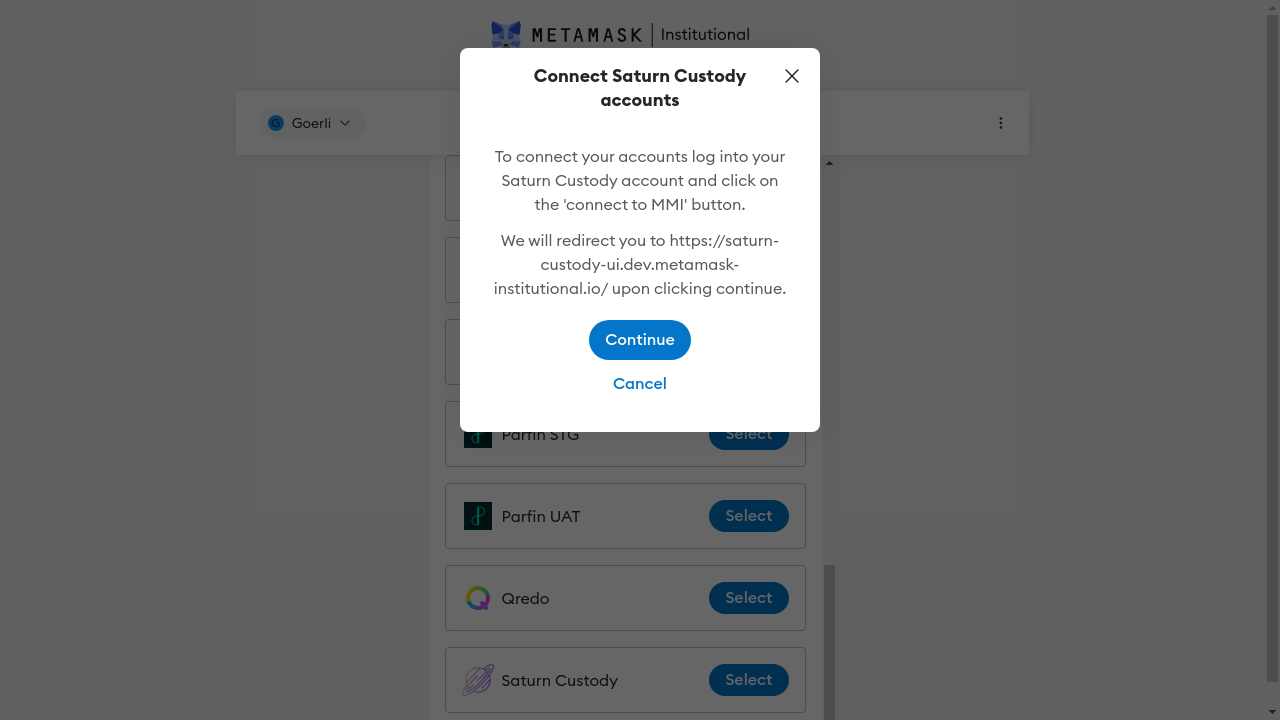 METAMASK | Institutional
Connect Saturn Custody
accounts
Goerli
To connect your accounts log into your
Saturn Custody account and click on
the 'connect to MMI' button.
We will redirect you to https://saturn-
custody-ui.dev.metamask-
institutional.io/ upon clicking continue.
Continue
Cancel
Parfin STG Select
Parfin UAT Select
Qredo Select
Saturn Custody Select